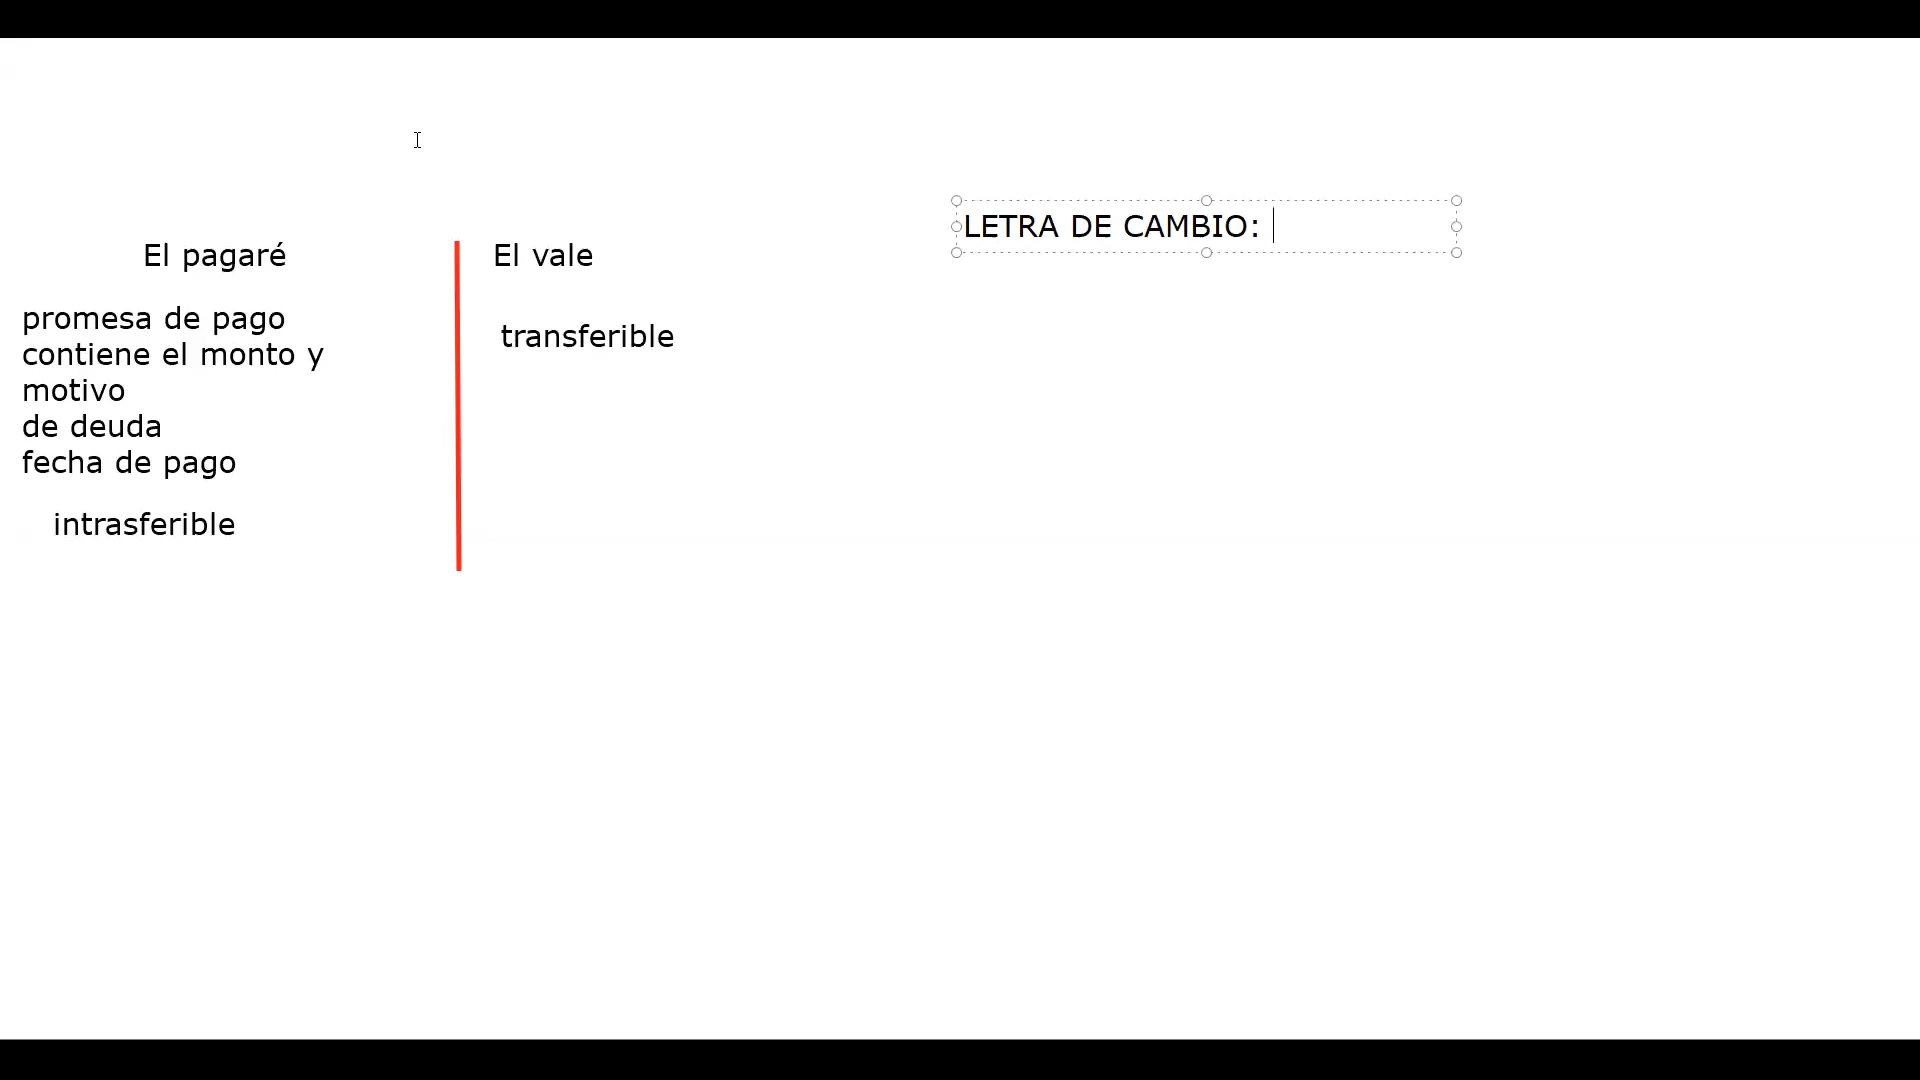 El pagaré
promesa de pago
contiene el monto y
motivo
de deuda
fecha de pago
intrasferible
El vale
transferible
LETRA DE CAMBIO: